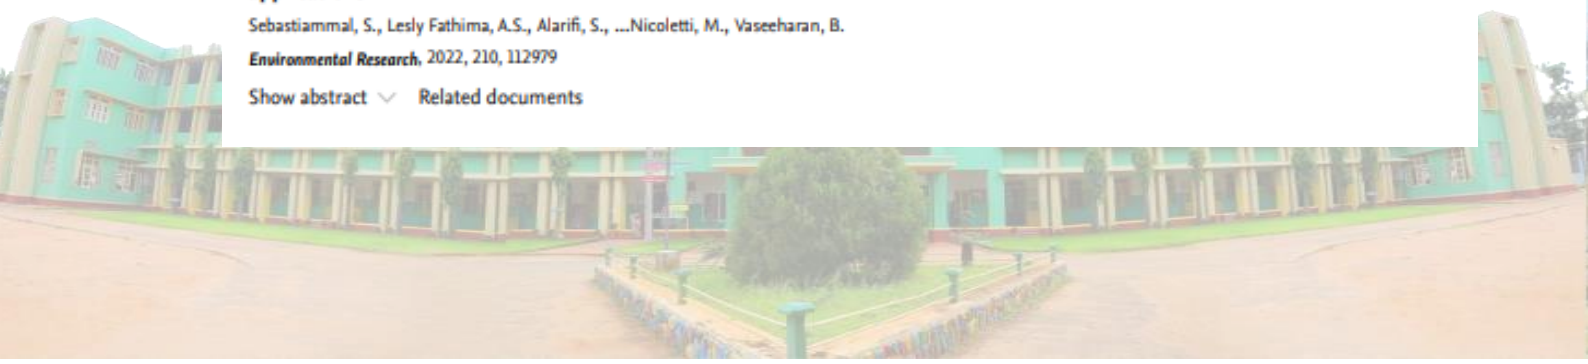 Sebastiammal, S., Lesly Fathima, A.S., Alarifi, S., ...Nicoletti, M., Vaseeharan, B.
Environmental Research, 2022, 210, 112979
Show abstract Related documents